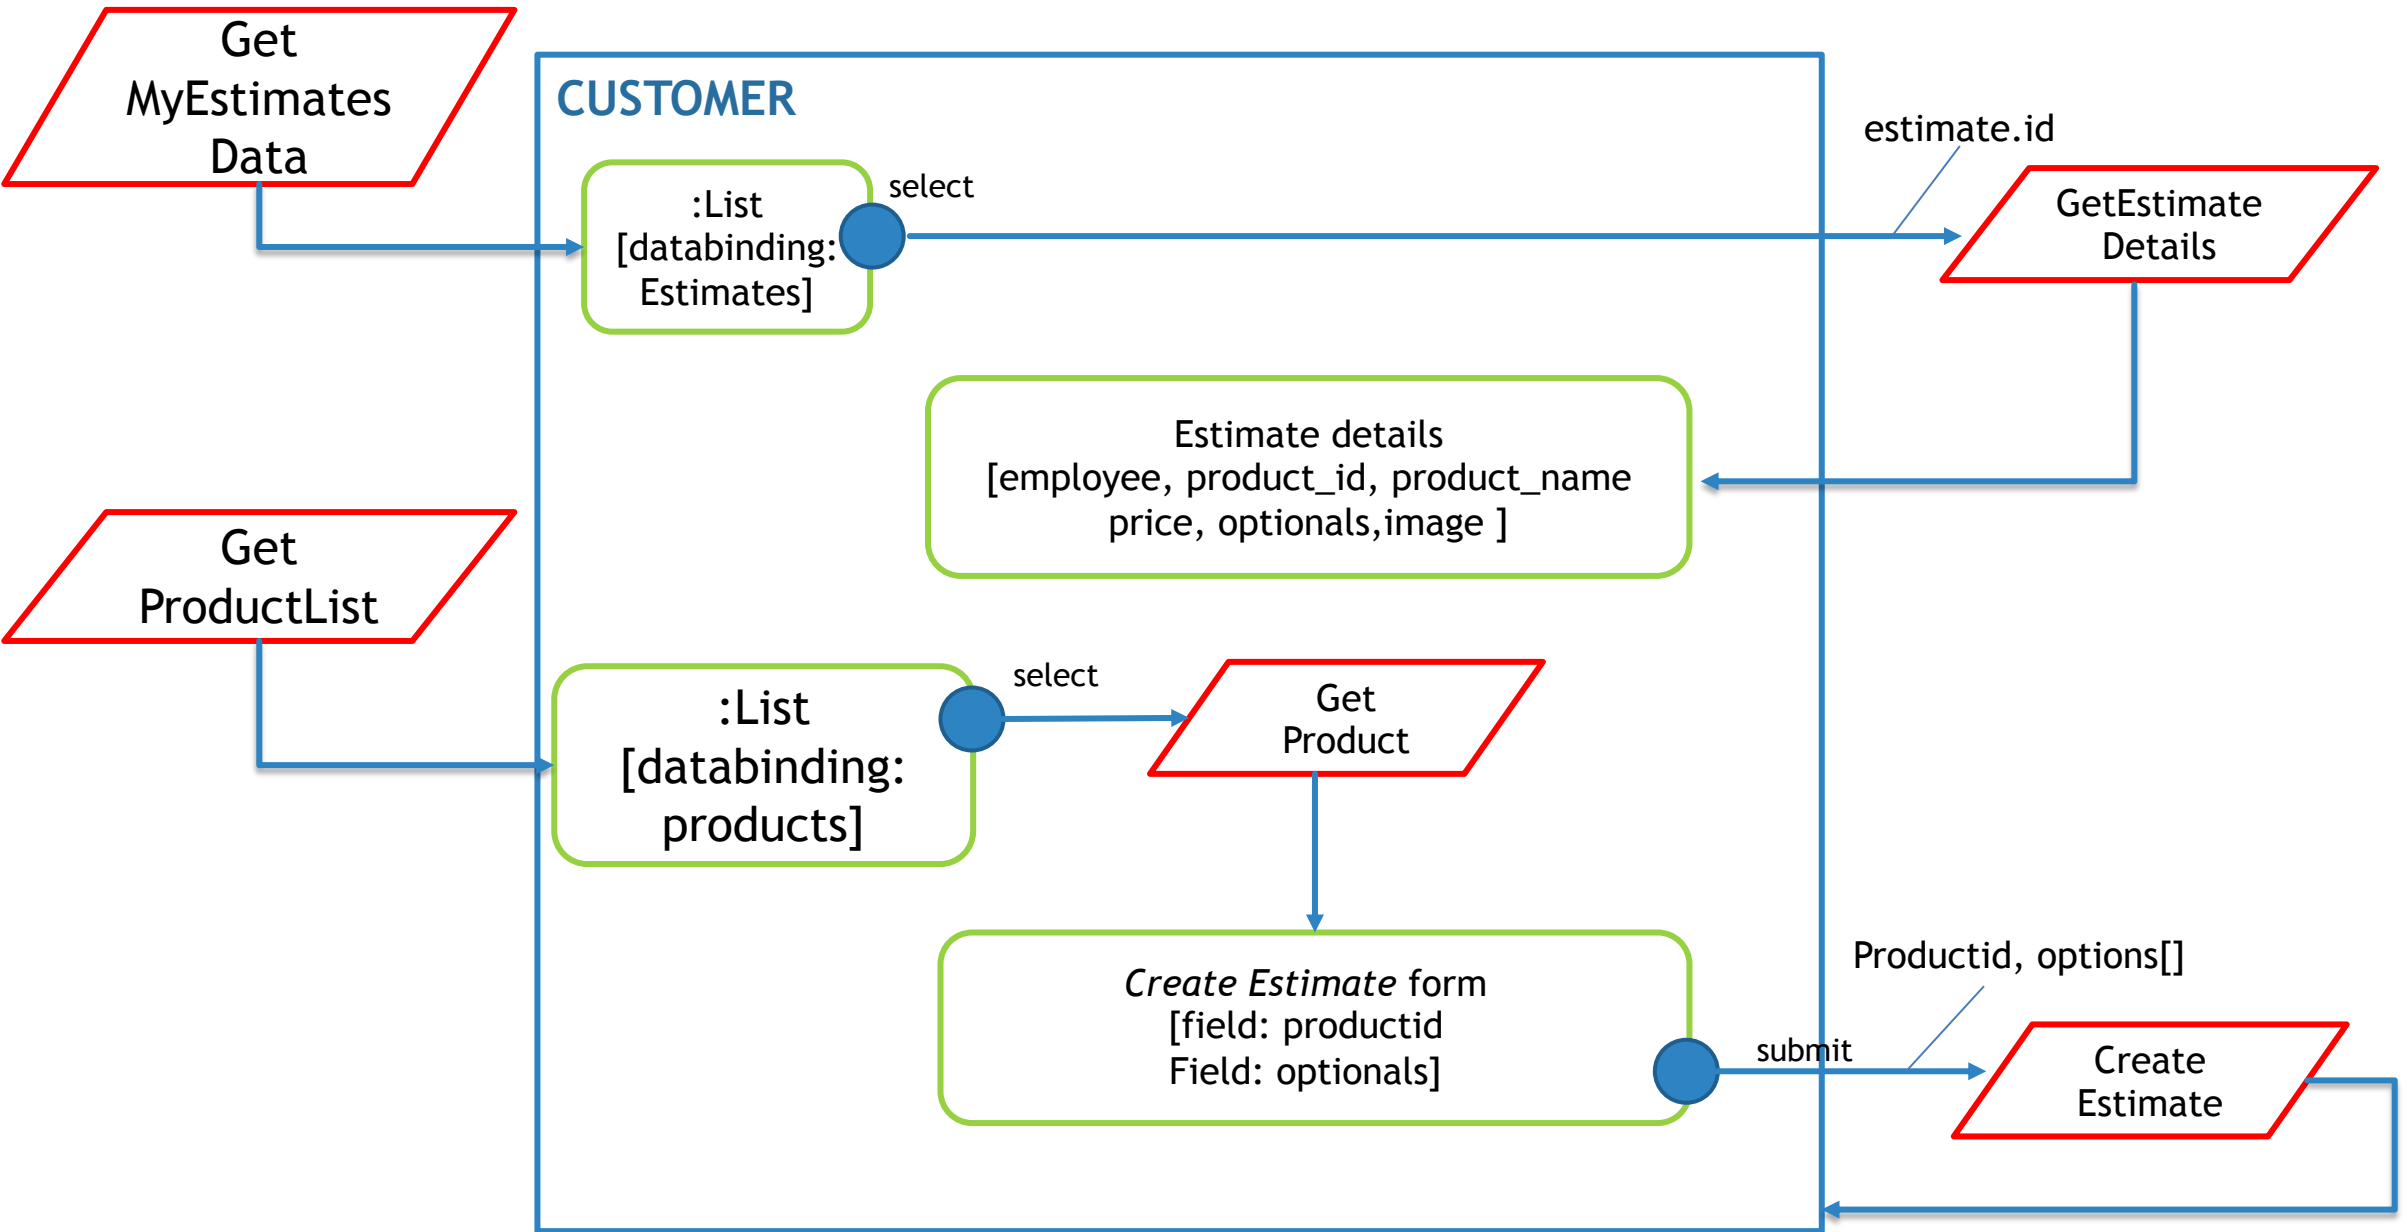 Get
MyEstimates
Data
CUSTOMER
estimate.id
:List
[databinding:
Estimates]
select
GetEstimate
Details
Estimate details
[employee, product_id, product_name
price, optionals,image ]
Get
ProductList
:List
[databinding:
products]
select
Get
Product
Create Estimate form
[field: productid
Field: optionals]
Productid, options[]
submit
Create
Estimate